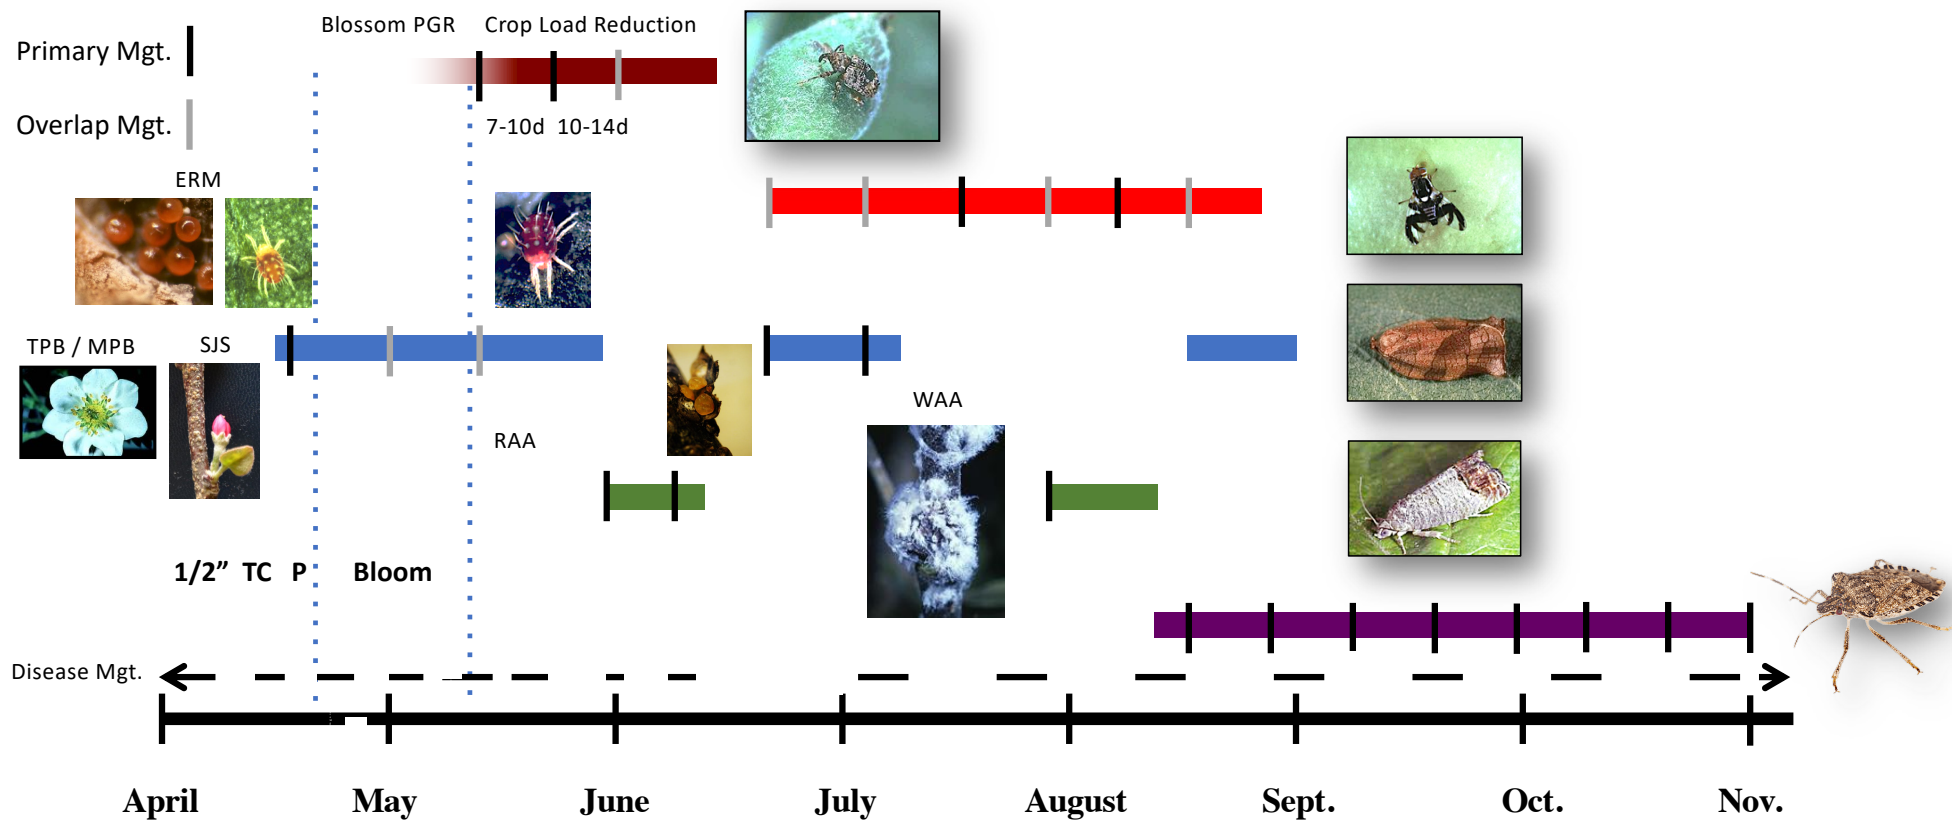 Blossom PGR
Crop Load Reduction
Primary Mgt.
Overlap Mgt.
7-10d
10-14d
ERM
TPB / MPB
SJS
WAA
RAA
1/2” TC P
Bloom
Disease Mgt.
April
May
June
July
August
Sept.
Oct.
Nov.